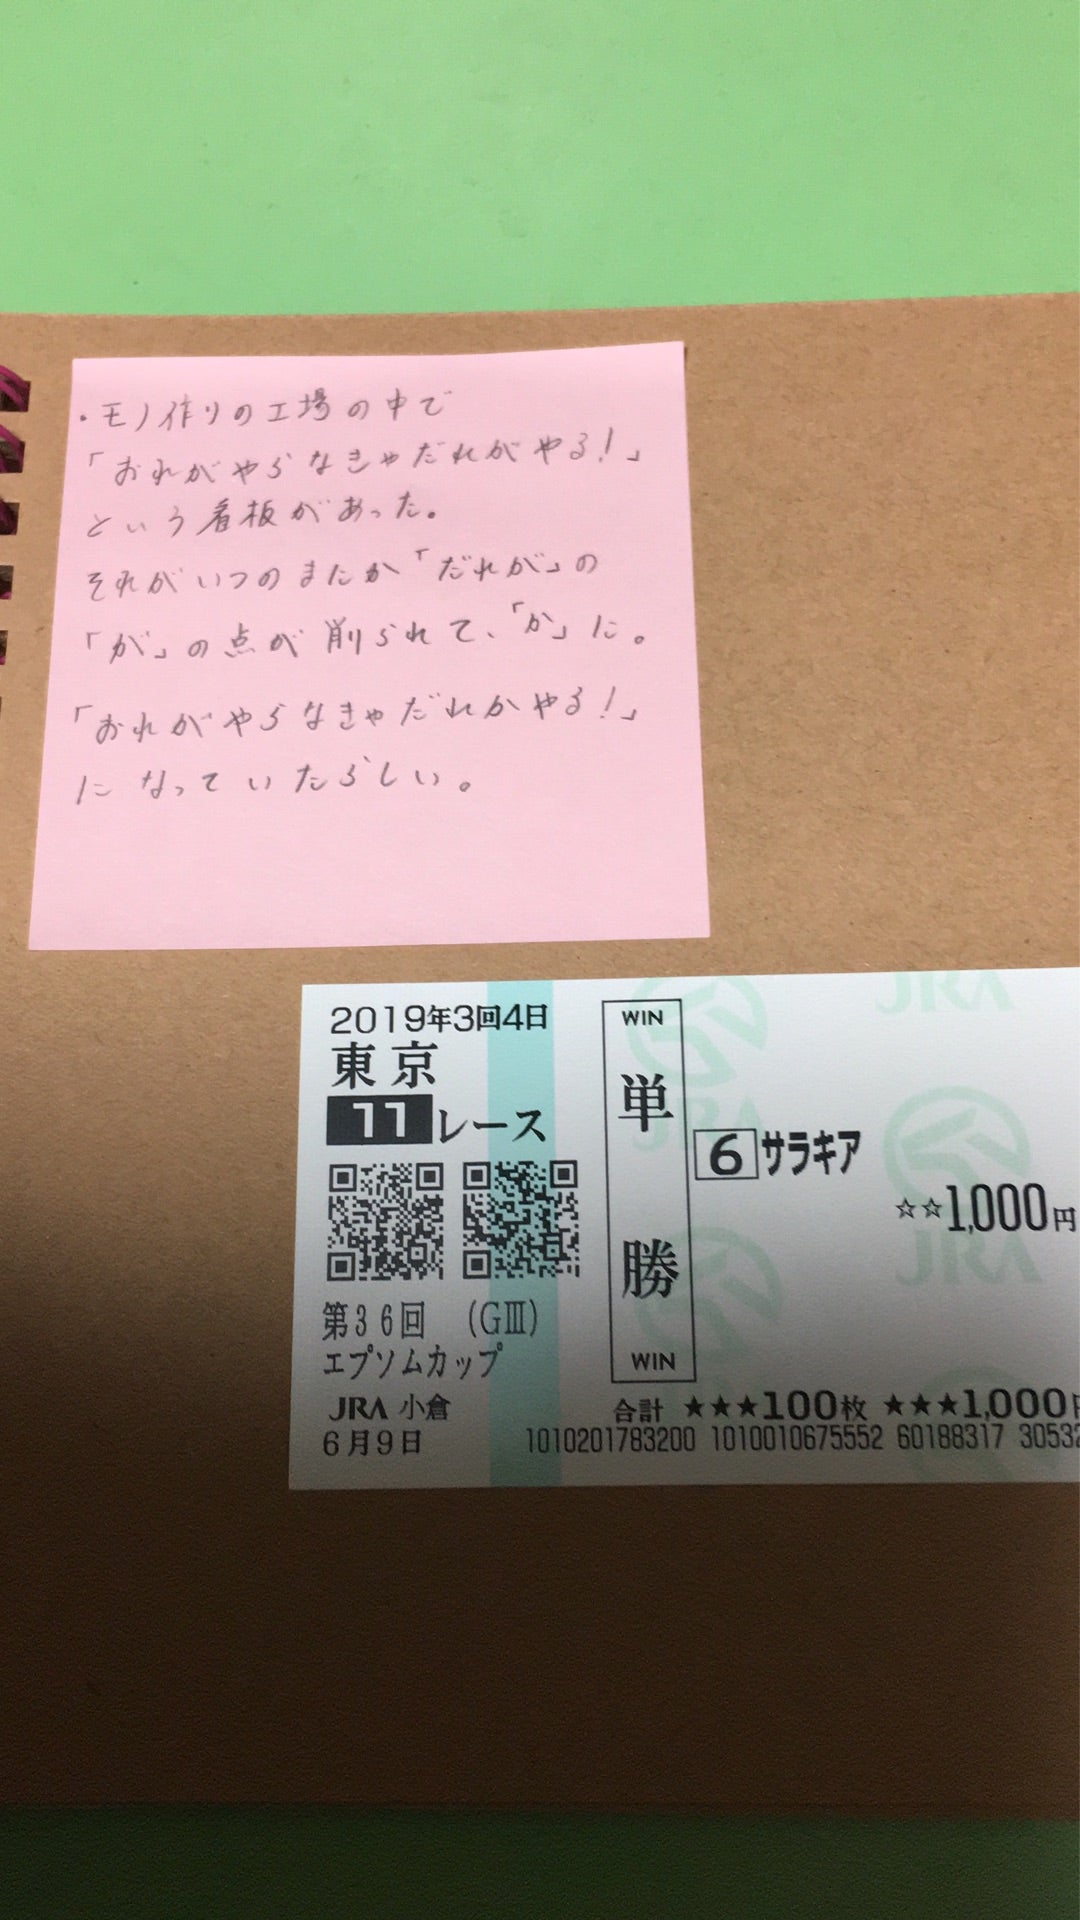 ・モノ作りの工場の中で
「おれがやらなきゃだれがやる！」
という看板があった。
それがいつのまにか「だれが」の
「が」の点が削られて、「か」に。
「おれがやらなきゃだれかやる！」
になっていたらしい。
2019年3回4日
東京
11レース
第36回 (GⅢ)
エプソムカップ
JRA 小倉
6月9日
WIN
単勝
WIN
6 サラキア
☆☆1,000円
合計 ★★★100枚 ★★★1,000円
1010201783200 1010010675552 60188317 30532
JRA
JRA
JRA